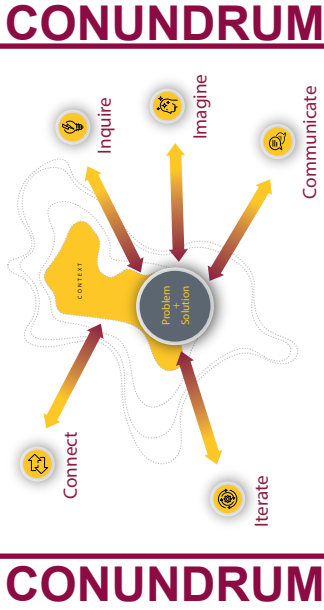 CONUNDRUM
Inquire
Imagine
Communicate
CONTEXT
Problem
+
Solution
Connect
Iterate
CONUNDRUM